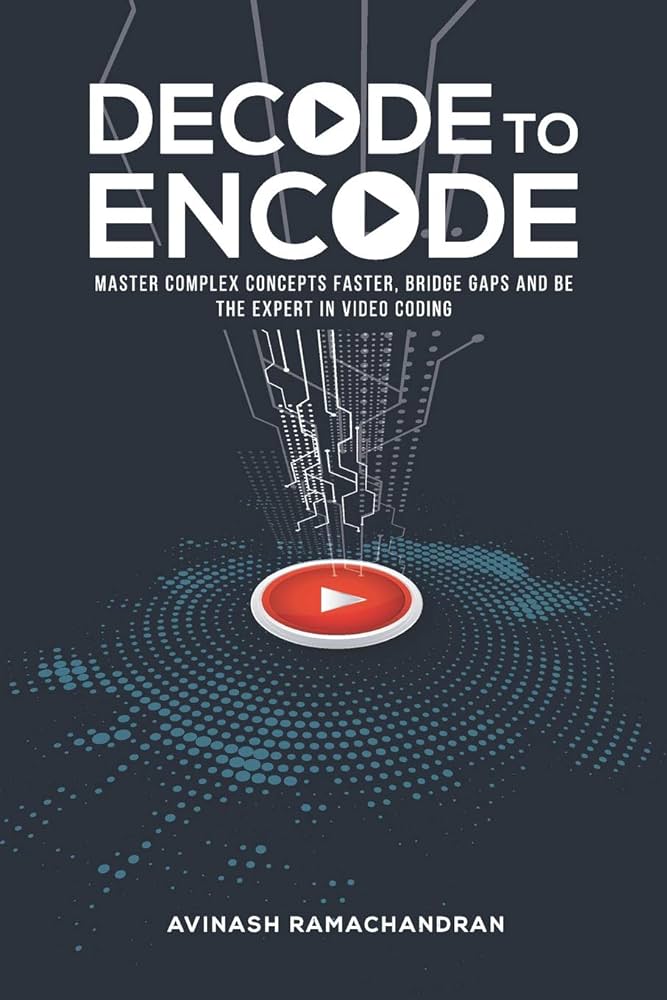 DECODE TO
ENCODE
MASTER COMPLEX CONCEPTS FASTER, BRIDGE GAPS AND BE
THE EXPERT IN VIDEO CODING
AVINASH RAMACHANDRAN